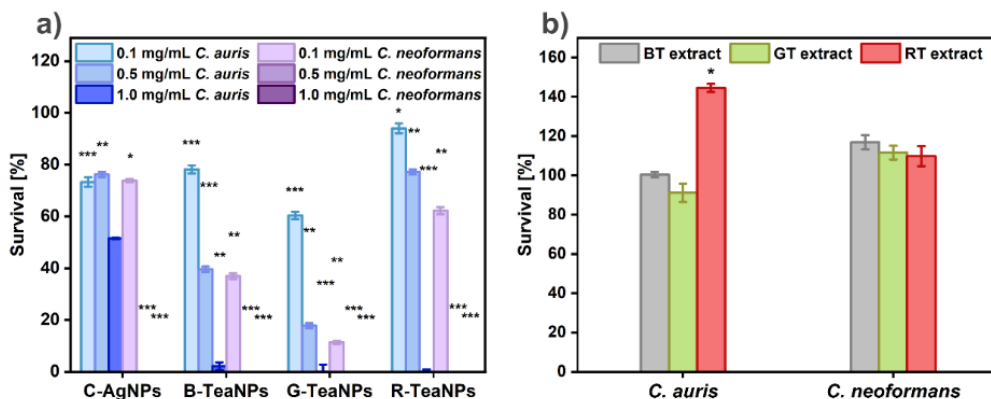 a)
0.1 mg/mL C. auris
0.5 mg/mL C. auris
1.0 mg/mL C. auris
0.1 mg/mL C. neoformans
0.5 mg/mL C. neoformans
1.0 mg/mL C. neoformans
Survival [%]
120
100
80
60
40
20
0
*** ** * *** ***
*** *** ** ** *** ***
*** ** *** ** *** ***
* ** *** ** *** ***
C-AgNPs B-TeaNPs G-TeaNPs R-TeaNPs
b)
BT extract GT extract RT extract
Survival [%]
160
140
120
100
80
60
40
20
0
*
C. auris C. neoformans